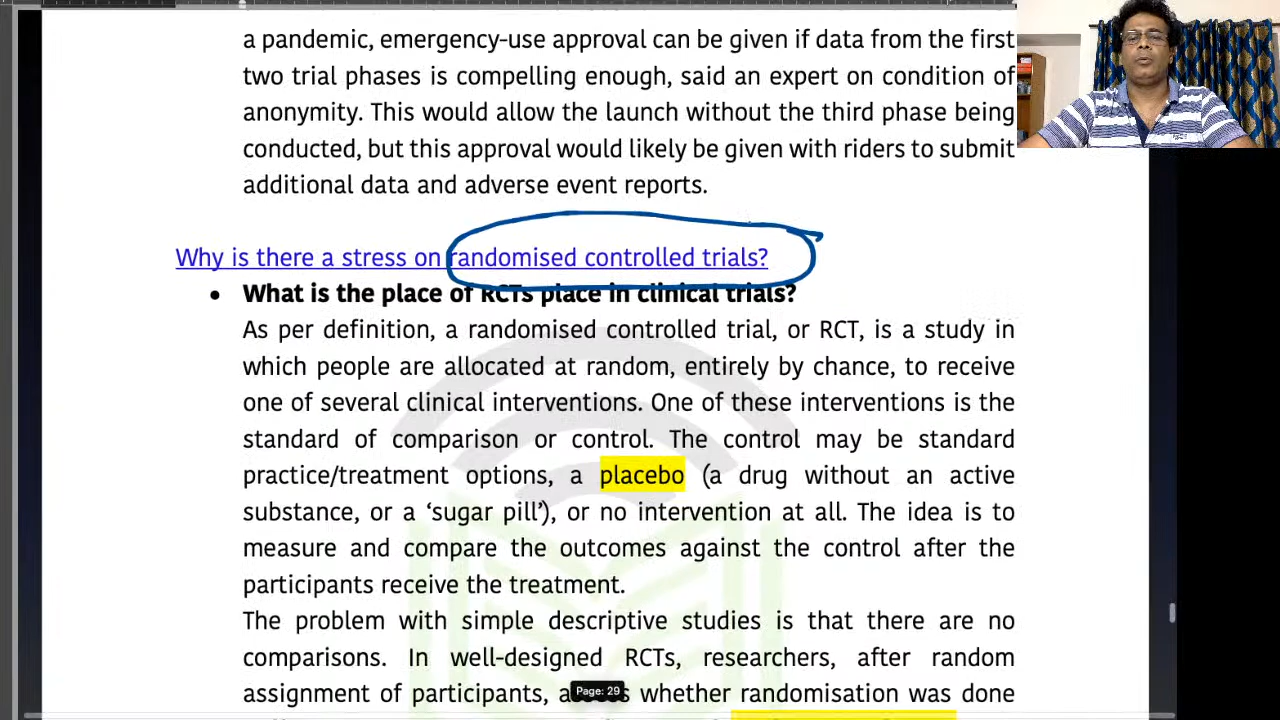 a pandemic, emergency-use approval can be given if data from the first
two trial phases is compelling enough, said an expert on condition of
anonymity. This would allow the launch without the third phase being
conducted, but this approval would likely be given with riders to submit
additional data and adverse event reports.
Why is there a stress on randomised controlled trials?
• What is the place of RCTs place in clinical trials?
As per definition, a randomised controlled trial, or RCT, is a study in
which people are allocated at random, entirely by chance, to receive
one of several clinical interventions. One of these interventions is the
standard of comparison or control. The control may be standard
practice/treatment options, a placebo (a drug without an active
substance, or a ‘sugar pill’), or no intervention at all. The idea is to
measure and compare the outcomes against the control after the
participants receive the treatment.
The problem with simple descriptive studies is that there are no
comparisons. In well-designed RCTs, researchers, after random
assignment of participants, whether randomisation was done
Page: 29